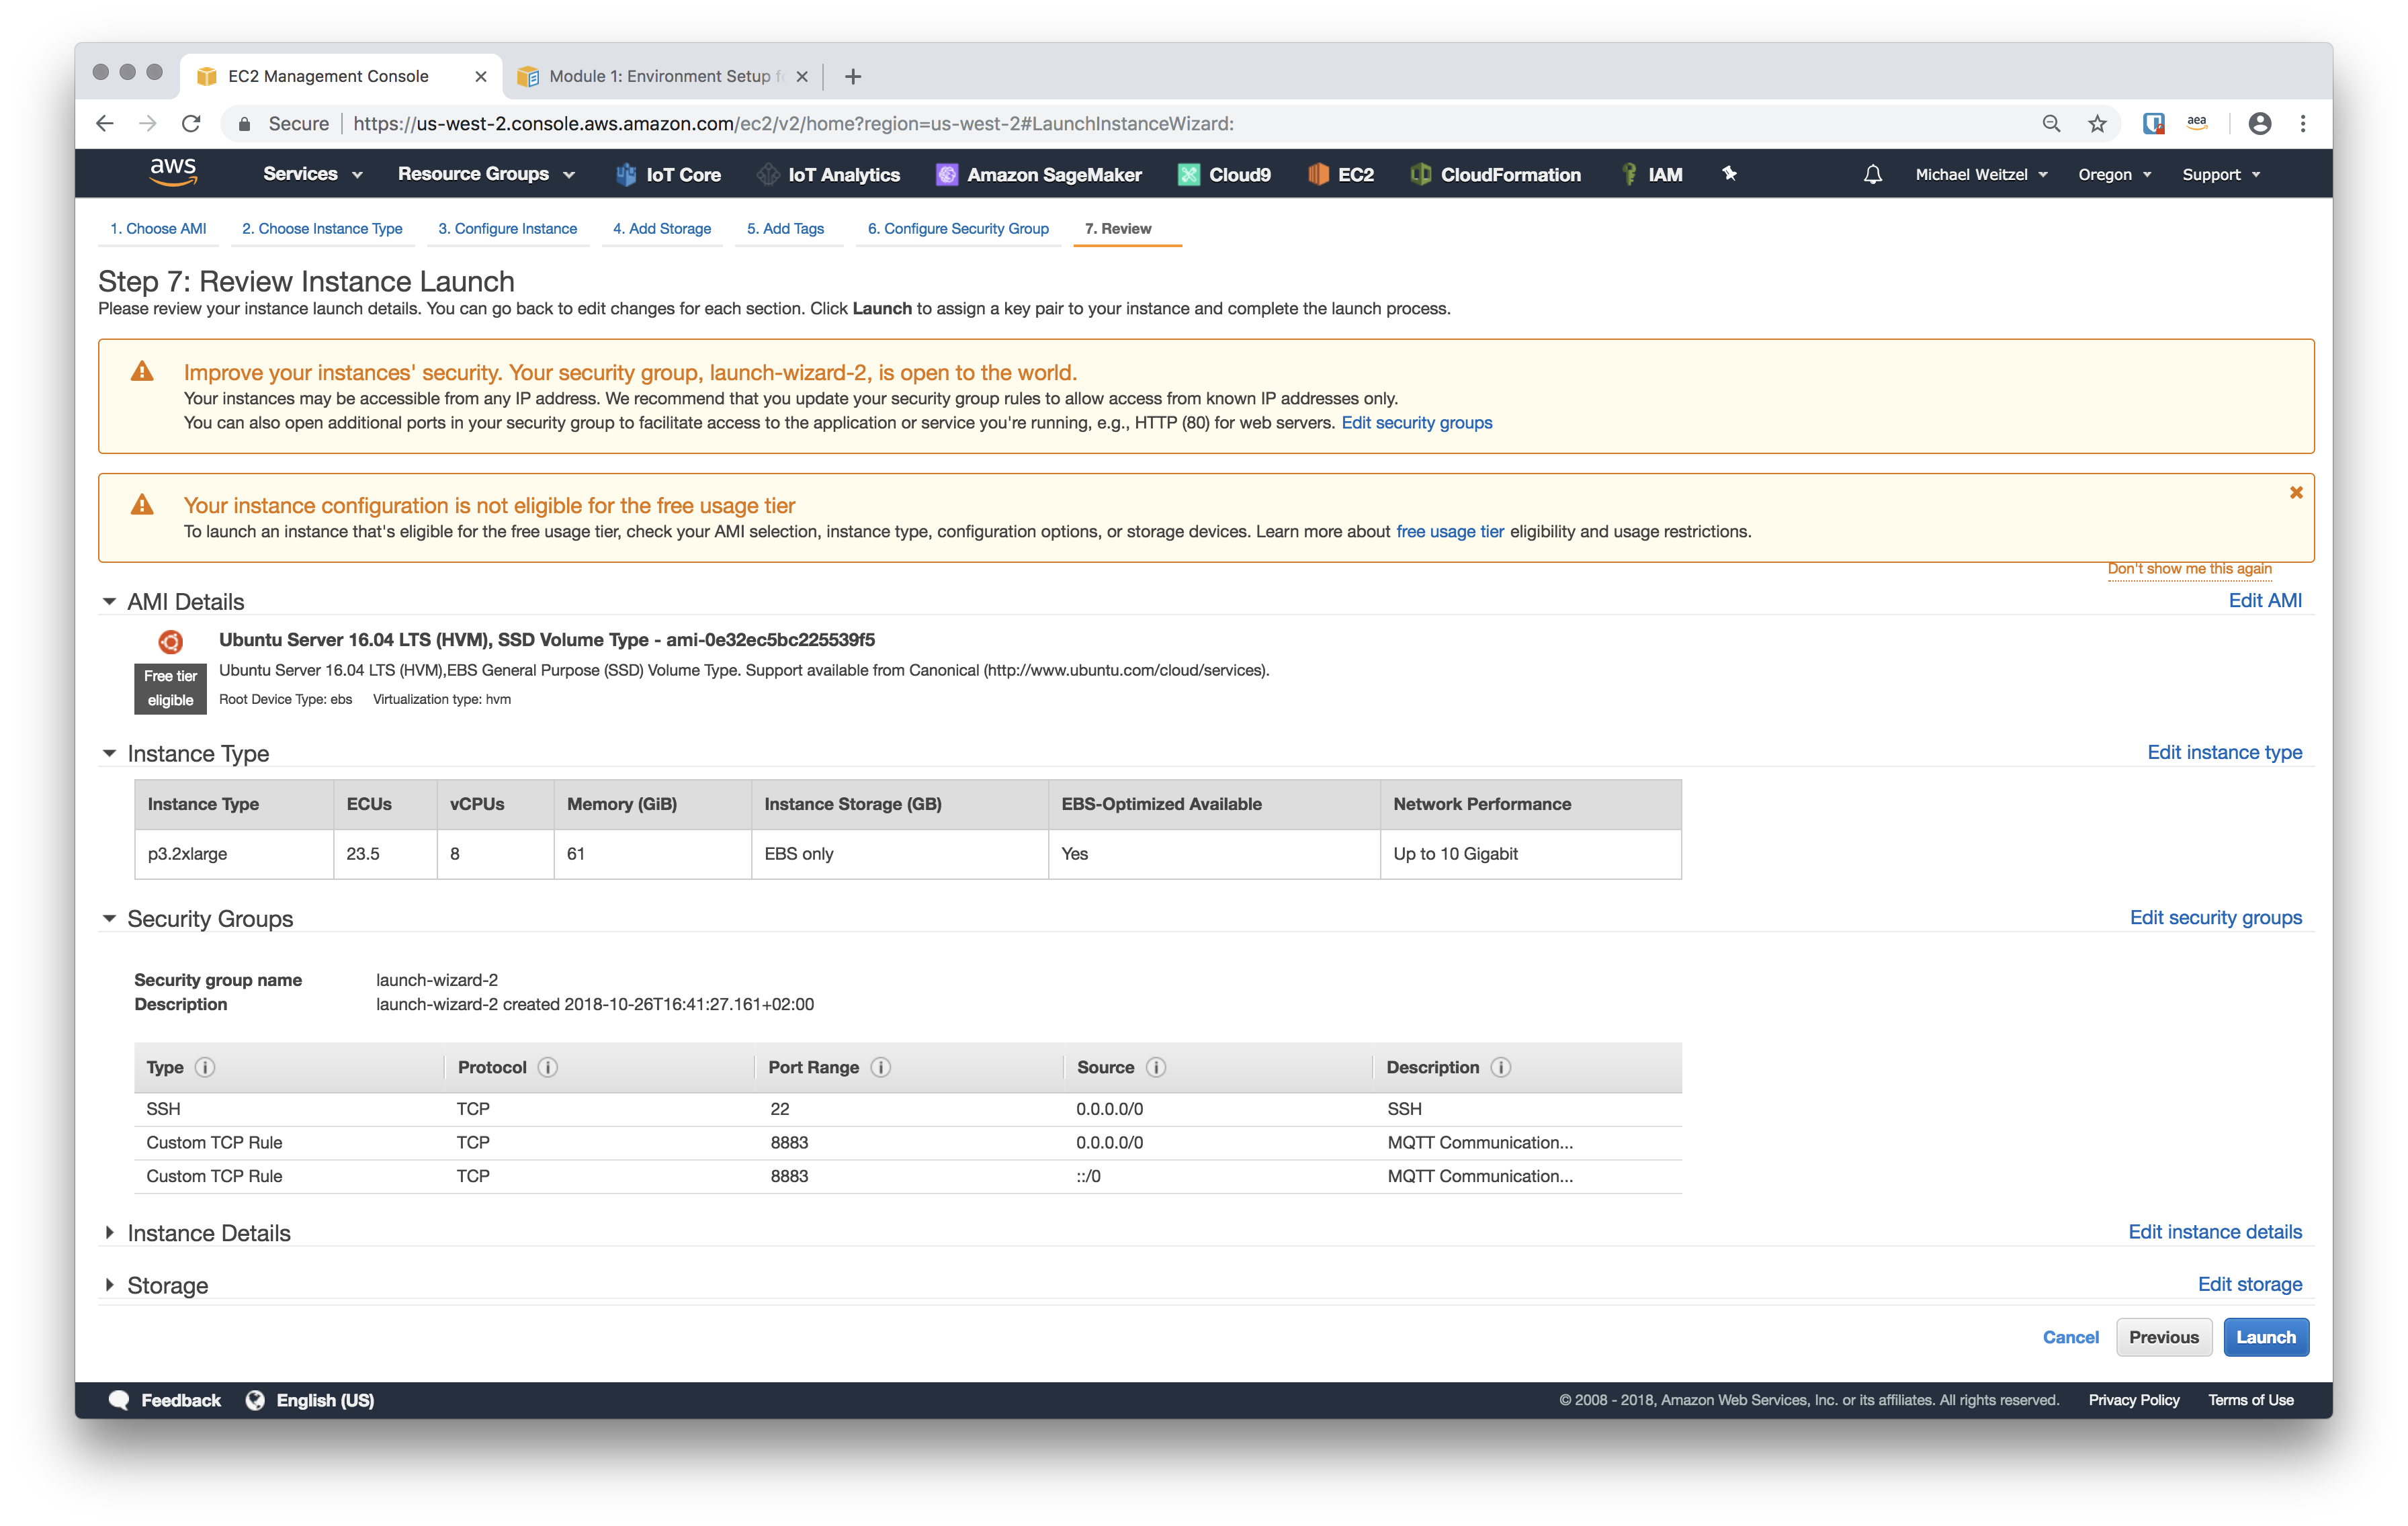 EC2 Management Console
Module 1: Environment Setup f
Secure https://us-west-2.console.aws.amazon.com/ec2/v2/home?region=us-west-2#LaunchInstanceWizard:
aea
aws Services Resource Groups IoT Core IoT Analytics Amazon SageMaker Cloud9 EC2 CloudFormation IAM Michael Weitzel Oregon Support
1. Choose AMI 2. Choose Instance Type 3. Configure Instance 4. Add Storage 5. Add Tags 6. Configure Security Group 7. Review
Step 7: Review Instance Launch
Please review your instance launch details. You can go back to edit changes for each section. Click Launch to assign a key pair to your instance and complete the launch process.
Improve your instances' security. Your security group, launch-wizard-2, is open to the world.
Your instances may be accessible from any IP address. We recommend that you update your security group rules to allow access from known IP addresses only.
You can also open additional ports in your security group to facilitate access to the application or service you're running, e.g., HTTP (80) for web servers. Edit security groups
Your instance configuration is not eligible for the free usage tier
To launch an instance that's eligible for the free usage tier, check your AMI selection, instance type, configuration options, or storage devices. Learn more about free usage tier eligibility and usage restrictions.
Don't show me this again
AMI Details Edit AMI
Ubuntu Server 16.04 LTS (HVM), SSD Volume Type - ami-0e32ec5bc225539f5
Free tier eligible
Ubuntu Server 16.04 LTS (HVM),EBS General Purpose (SSD) Volume Type. Support available from Canonical (http://www.ubuntu.com/cloud/services).
Root Device Type: ebs Virtualization type: hvm
Instance Type Edit instance type
Instance Type ECUs vCPUs Memory (GiB) Instance Storage (GB) EBS-Optimized Available Network Performance
p3.2xlarge 23.5 8 61 EBS only Yes Up to 10 Gigabit
Security Groups Edit security groups
Security group name launch-wizard-2
Description launch-wizard-2 created 2018-10-26T16:41:27.161+02:00
Type Protocol Port Range Source Description
SSH TCP 22 0.0.0.0/0 SSH
Custom TCP Rule TCP 8883 0.0.0.0/0 MQTT Communication...
Custom TCP Rule TCP 8883 ::/0 MQTT Communication...
Instance Details Edit instance details
Storage Edit storage
Cancel Previous Launch
Feedback English (US) © 2008 - 2018, Amazon Web Services, Inc. or its affiliates. All rights reserved. Privacy Policy Terms of Use